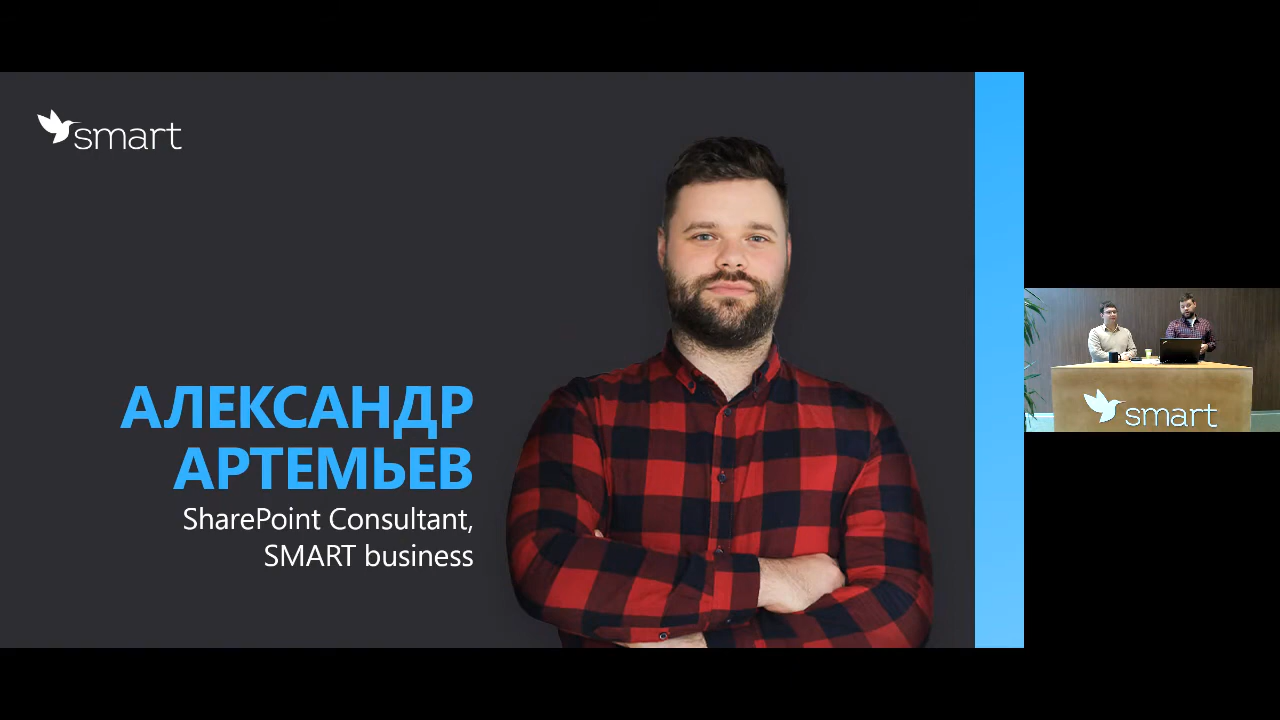 smart
АЛЕКСАНДР
АРТЕМЬЕВ
SharePoint Consultant,
SMART business
smart